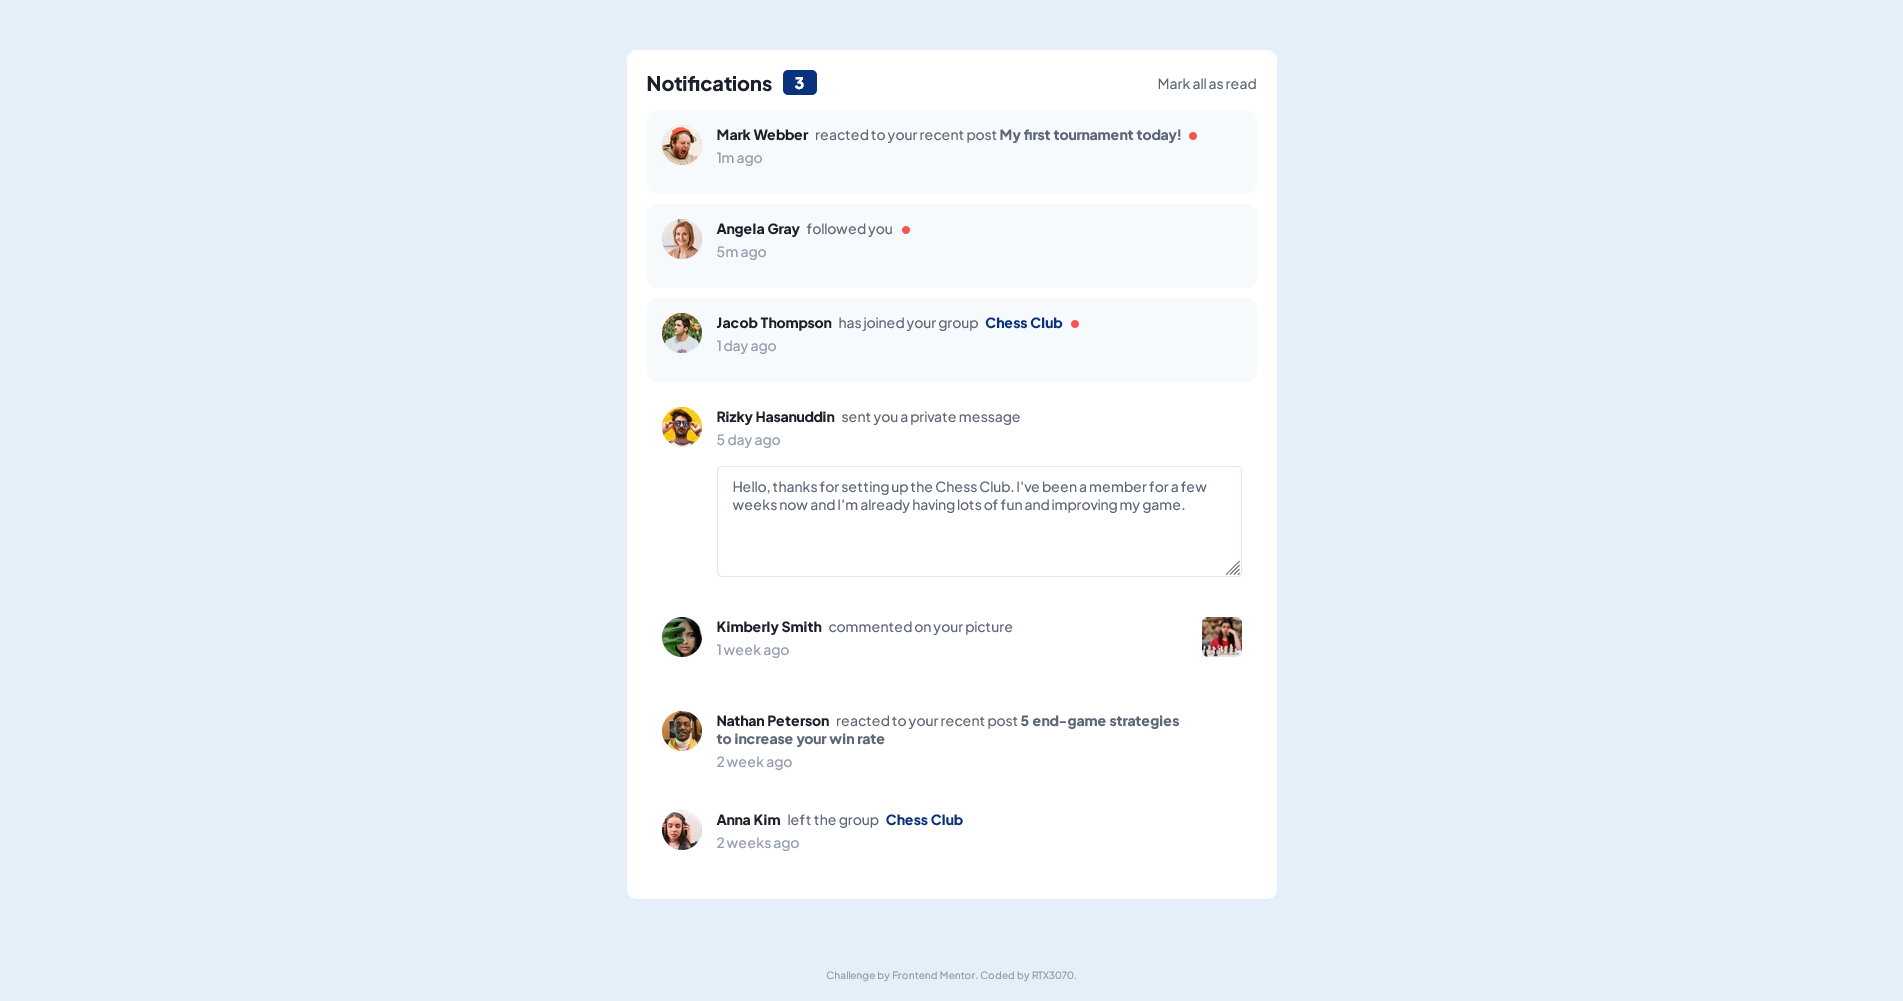 Notifications 3 Mark all as read
Mark Webber reacted to your recent post My first tournament today!
1m ago
Angela Gray followed you
5m ago
Jacob Thompson has joined your group Chess Club
1 day ago
Rizky Hasanuddin sent you a private message
5 day ago
Hello, thanks for setting up the Chess Club. I've been a member for a few
weeks now and I'm already having lots of fun and improving my game.
Kimberly Smith commented on your picture
1 week ago
Nathan Peterson reacted to your recent post 5 end-game strategies
to increase your win rate
2 week ago
Anna Kim left the group Chess Club
2 weeks ago
Challenge by Frontend Mentor. Coded by RTX3070.